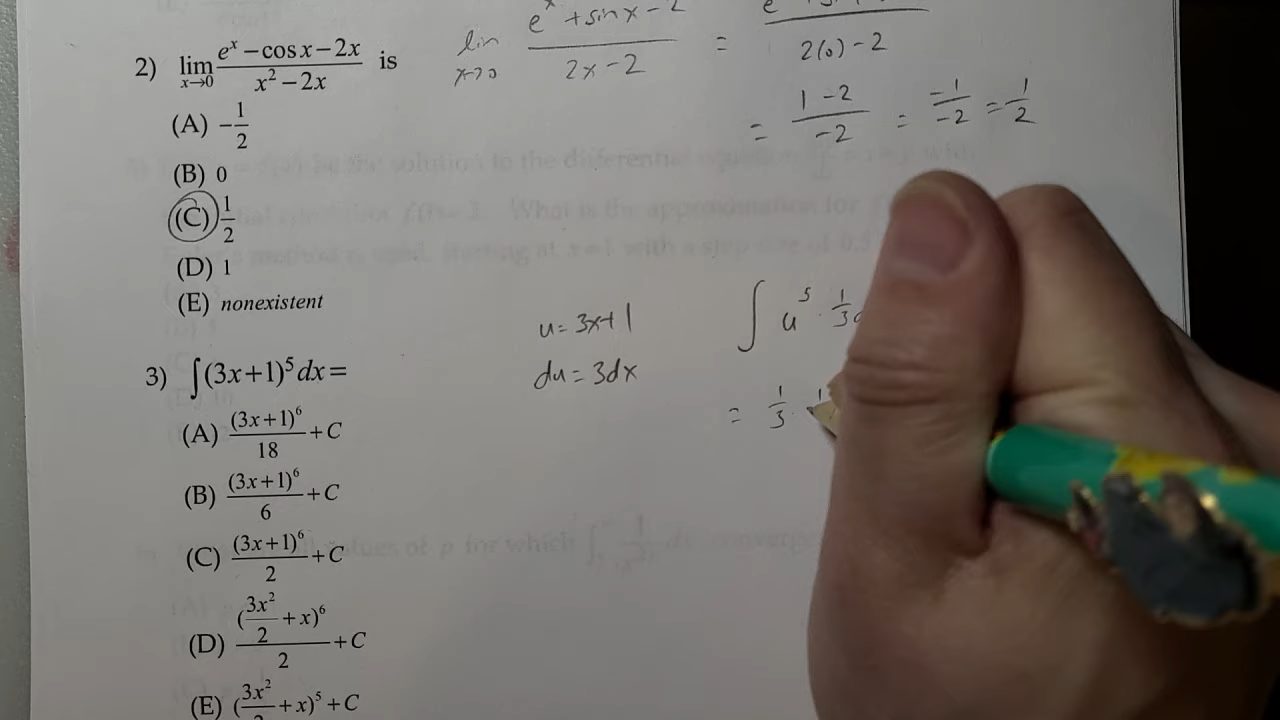 2) lim x→0 (e^x − cos x − 2x)/(x² − 2x) is
lim x→0 (e^x + sin x − 2)/(2x − 2) =
2(0) − 2
= (1 − 2)/(−2) = (−1)/(−2) = 1/2
(A) −1/2
(B) 0
(C) 1/2
(D) 1
(E) nonexistent
u = 3x+1
du = 3dx
∫ u⁵ · 1/3
= 1/3 ·
3) ∫(3x+1)⁵ dx =
(A) (3x+1)⁶/18 + C
(B) (3x+1)⁶/6 + C
(C) (3x+1)⁶/2 + C
(D) (3x²/2 + x)⁶/2 + C
(E) (3x²/2 + x)⁵ + C